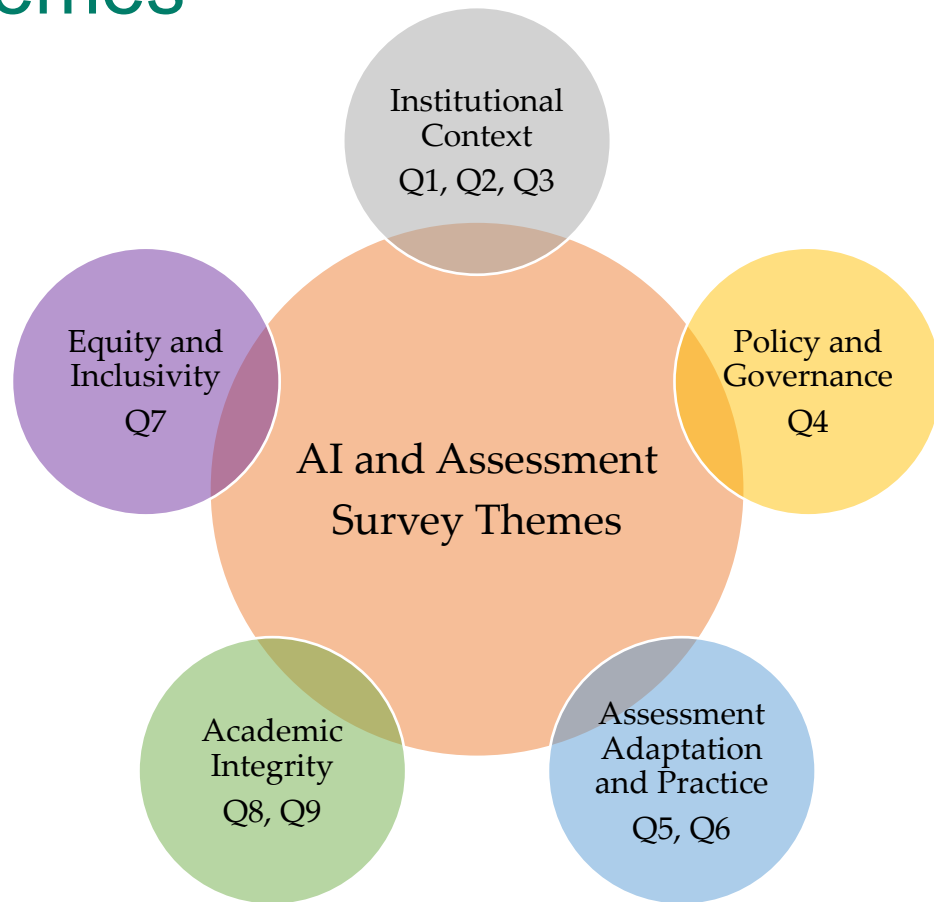 emes
Institutional
Context
Q1, Q2, Q3
Equity and
Inclusivity
Q7
Policy and
Governance
Q4
AI and Assessment
Survey Themes
Academic
Integrity
Q8, Q9
Assessment
Adaptation
and Practice
Q5, Q6